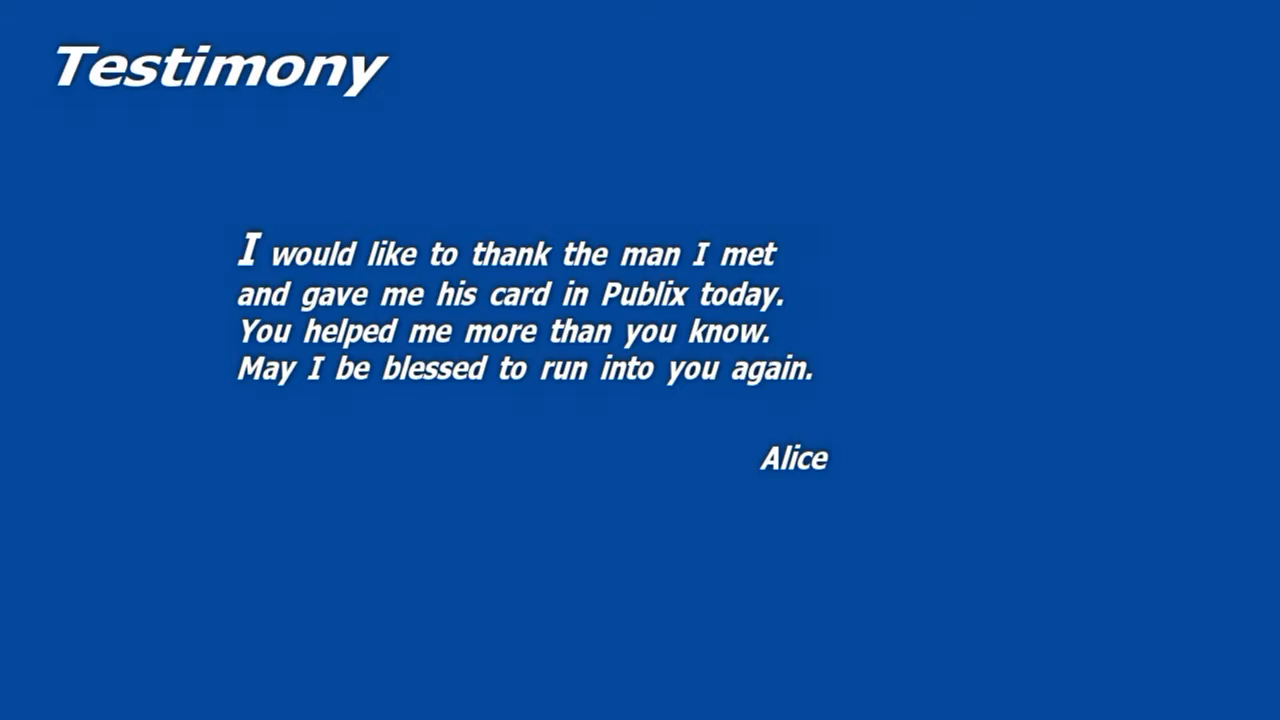 Testimony
I would like to thank the man I met
and gave me his card in Publix today.
You helped me more than you know.
May I be blessed to run into you again.
Alice